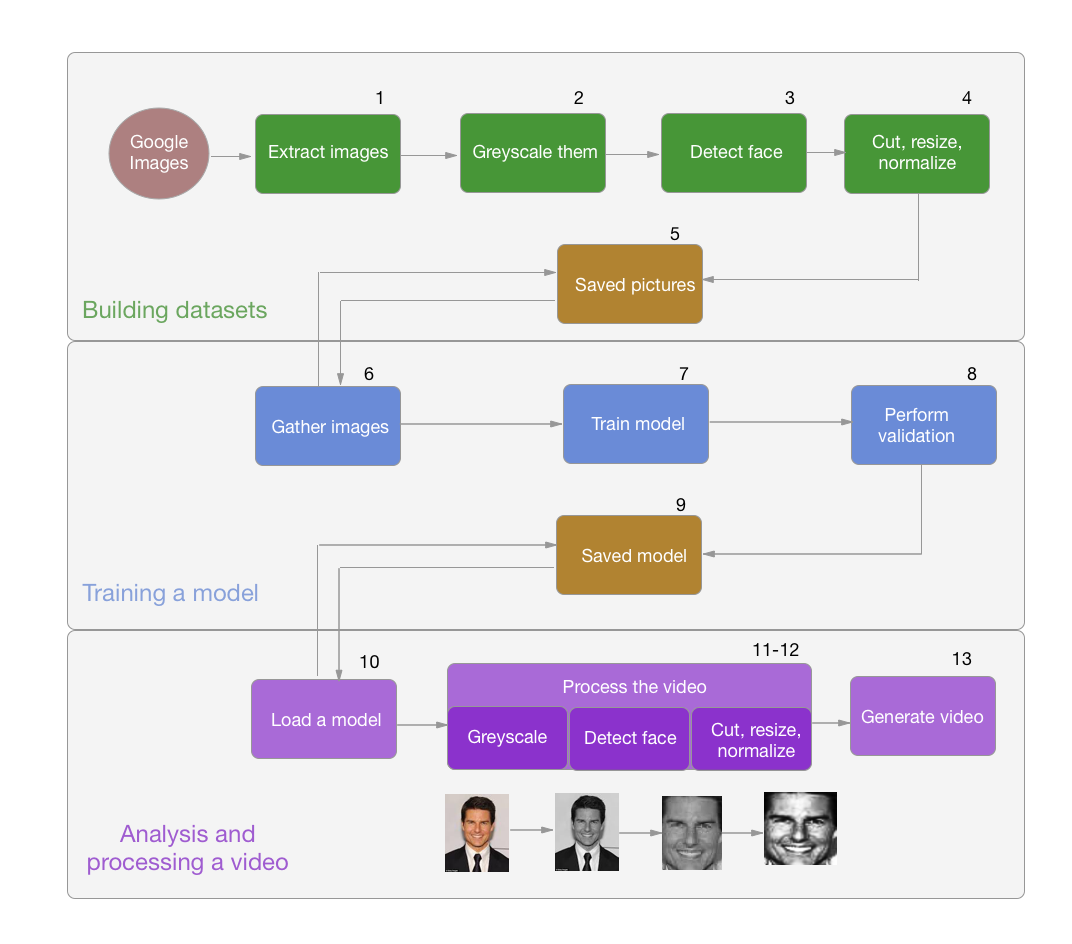 1
2
3
4
Google
Images
Extract images
Greyscale them
Detect face
Cut, resize,
normalize
5
Saved pictures
Building datasets
6
7
8
Gather images
Train model
Perform
validation
9
Saved model
Training a model
10
11-12
13
Load a model
Process the video
Greyscale
Detect face
Cut, resize,
normalize
Generate video
Analysis and
processing a video